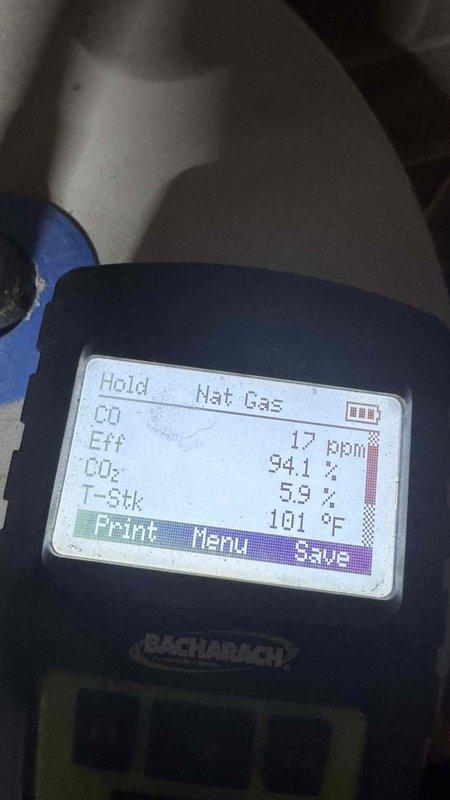 Hold Nat Gas
CO 17 ppm
Eff 94.1 %
CO₂ 5.9 %
T-Stk 101 °F
Print Menu Save
BACHARACH®